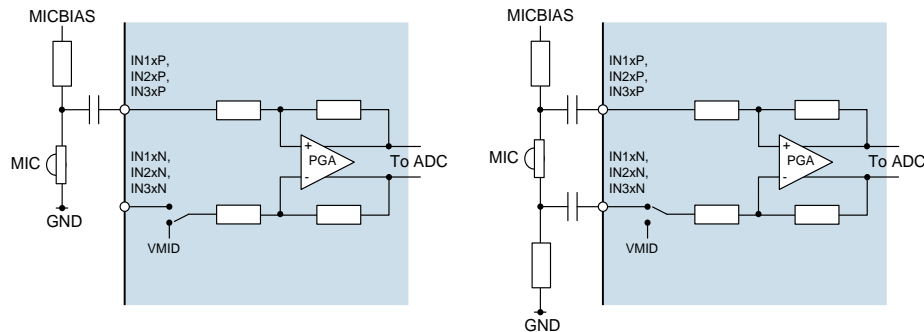 MICBIAS
IN1xP,
IN2xP,
IN3xP
+
PGA
-
To ADC
MIC
IN1xN,
IN2xN,
IN3xN
GND
VMID
MICBIAS
IN1xP,
IN2xP,
IN3xP
+
PGA
-
To ADC
MIC
IN1xN,
IN2xN,
IN3xN
VMID
GND